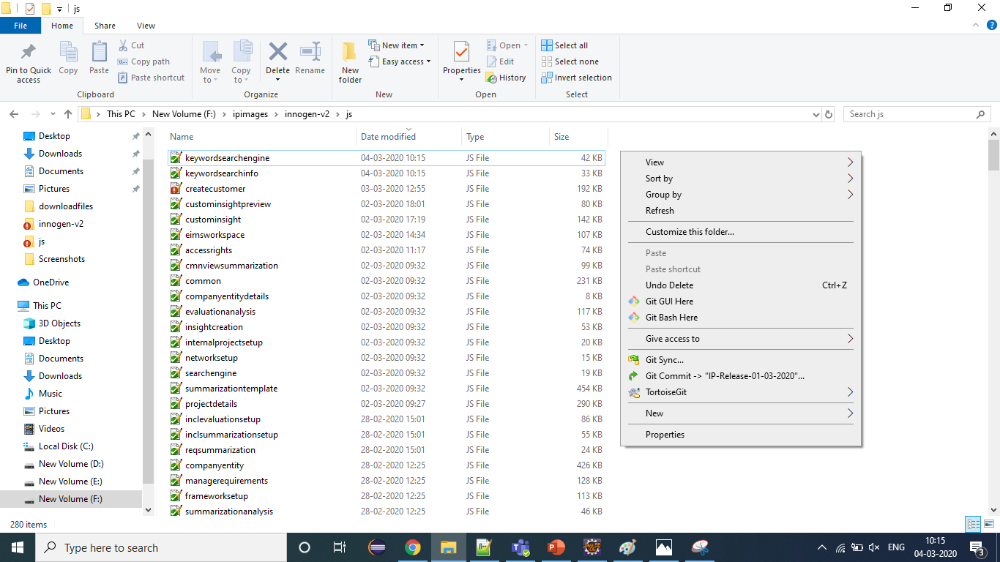 js
File Home Share View
Pin to Quick access
Copy
Paste
Cut
Copy path
Paste shortcut
Clipboard
Move to
Copy to
Delete
Rename
Organize
New folder
New item
Easy access
New
Properties
Open
Edit
History
Open
Select all
Select none
Invert selection
Select
This PC New Volume (F:) ipimages innogen-v2 js
Search js
Desktop
Downloads
Documents
Pictures
downloadfiles
innogen-v2
js
Screenshots
OneDrive
This PC
3D Objects
Desktop
Documents
Downloads
Music
Pictures
Videos
Local Disk (C:)
New Volume (D:)
New Volume (E:)
New Volume (F:)
Name Date modified Type Size
keywordsearchengine 04-03-2020 10:15 JS File 42 KB
keywordsearchinfo 04-03-2020 10:15 JS File 33 KB
createcustomer 03-03-2020 12:55 JS File 192 KB
custominsightpreview 02-03-2020 18:01 JS File 80 KB
custominsight 02-03-2020 17:19 JS File 142 KB
eimsworkspace 02-03-2020 14:34 JS File 107 KB
accessrights 02-03-2020 11:17 JS File 74 KB
cmnviewsummarization 02-03-2020 09:32 JS File 99 KB
common 02-03-2020 09:32 JS File 231 KB
companyentitydetails 02-03-2020 09:32 JS File 8 KB
evaluationanalysis 02-03-2020 09:32 JS File 117 KB
insightcreation 02-03-2020 09:32 JS File 53 KB
internalprojectsetup 02-03-2020 09:32 JS File 20 KB
networksetup 02-03-2020 09:32 JS File 15 KB
searchengine 02-03-2020 09:32 JS File 19 KB
summarizationtemplate 02-03-2020 09:32 JS File 454 KB
projectdetails 02-03-2020 09:27 JS File 290 KB
inclevaluationsetup 28-02-2020 15:01 JS File 86 KB
inclsummarizationsetup 28-02-2020 15:01 JS File 55 KB
reqsummarization 28-02-2020 15:01 JS File 24 KB
companyentity 28-02-2020 12:25 JS File 426 KB
managerequirements 28-02-2020 12:25 JS File 128 KB
frameworksetup 28-02-2020 12:25 JS File 113 KB
summarizationanalysis 28-02-2020 12:25 JS File 46 KB
View
Sort by
Group by
Refresh
Customize this folder...
Paste
Paste shortcut
Undo Delete Ctrl+Z
Git GUI Here
Git Bash Here
Give access to
Git Sync...
Git Commit -> "IP-Release-01-03-2020"...
TortoiseGit
New
Properties
280 items
Type here to search
ENG
10:15
04-03-2020
3